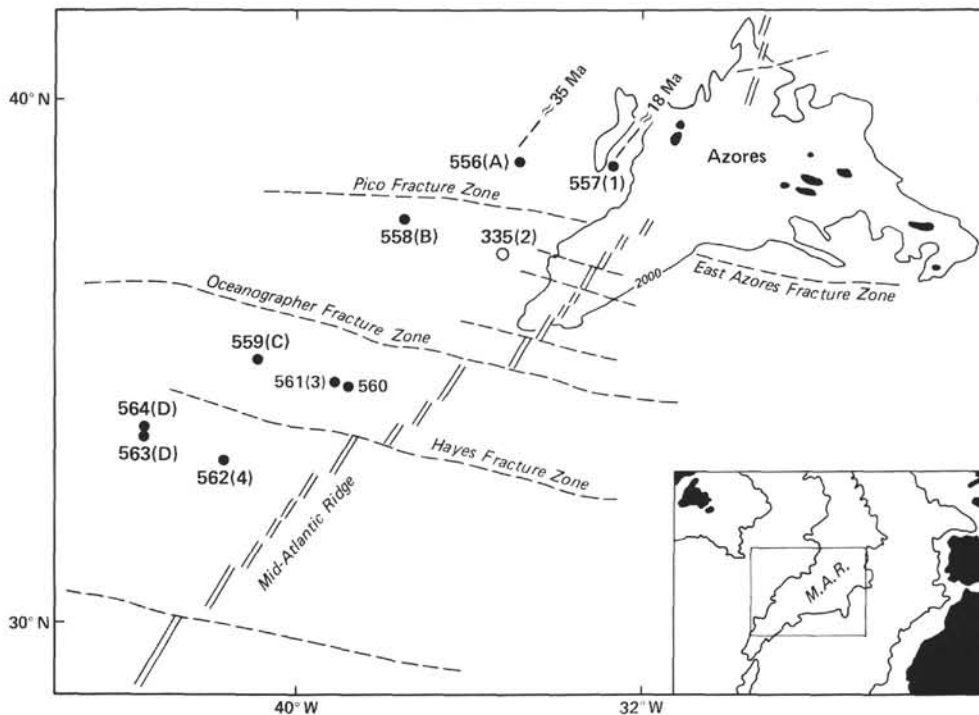 40° N
≈ 35 Ma
≈ 18 Ma
Azores
556(A)
557(1)
Pico Fracture Zone
558(B)
335(2)
2000
East Azores Fracture Zone
Oceanographer Fracture Zone
559(C)
561(3)
560
564(D)
563(D)
562(4)
Hayes Fracture Zone
Mid-Atlantic Ridge
M.A.R.
30° N
40° W
32° W